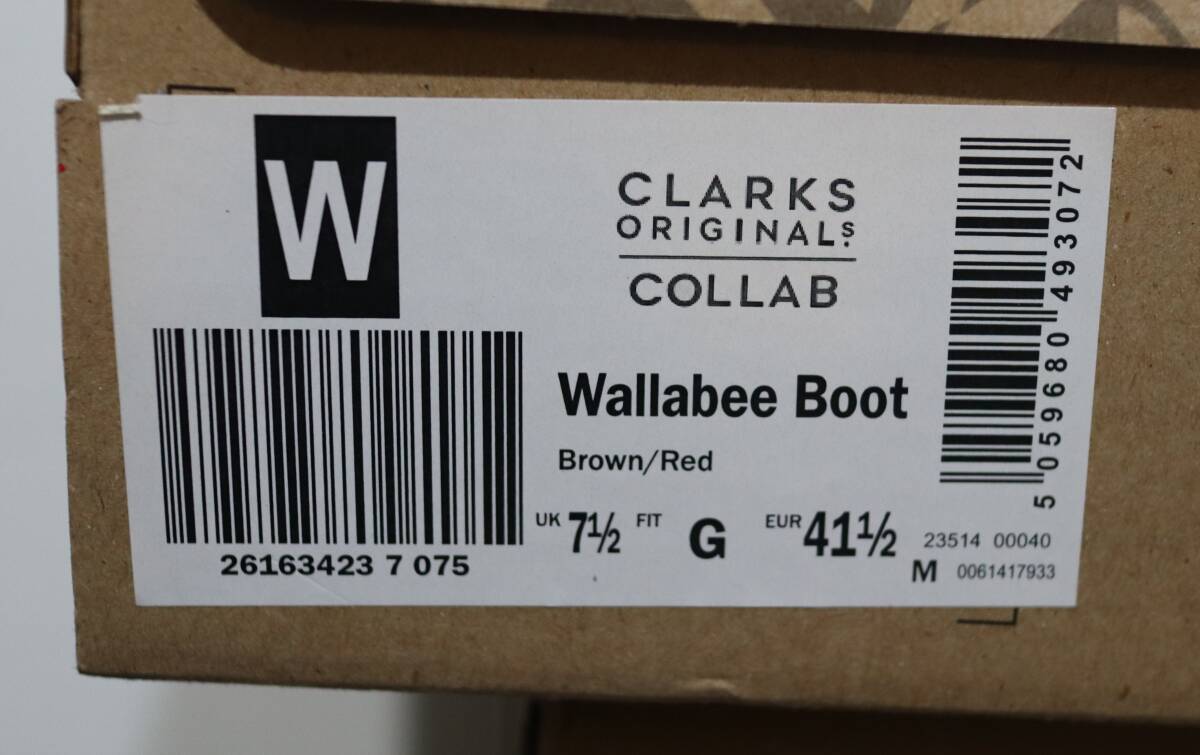 W
CLARKS
ORIGINALS.
COLLAB
Wallabee Boot
Brown/Red
UK 7½ FIT G EUR 41½
26163423 7 075
23514 00040
M 0061417933
5 059680 493072